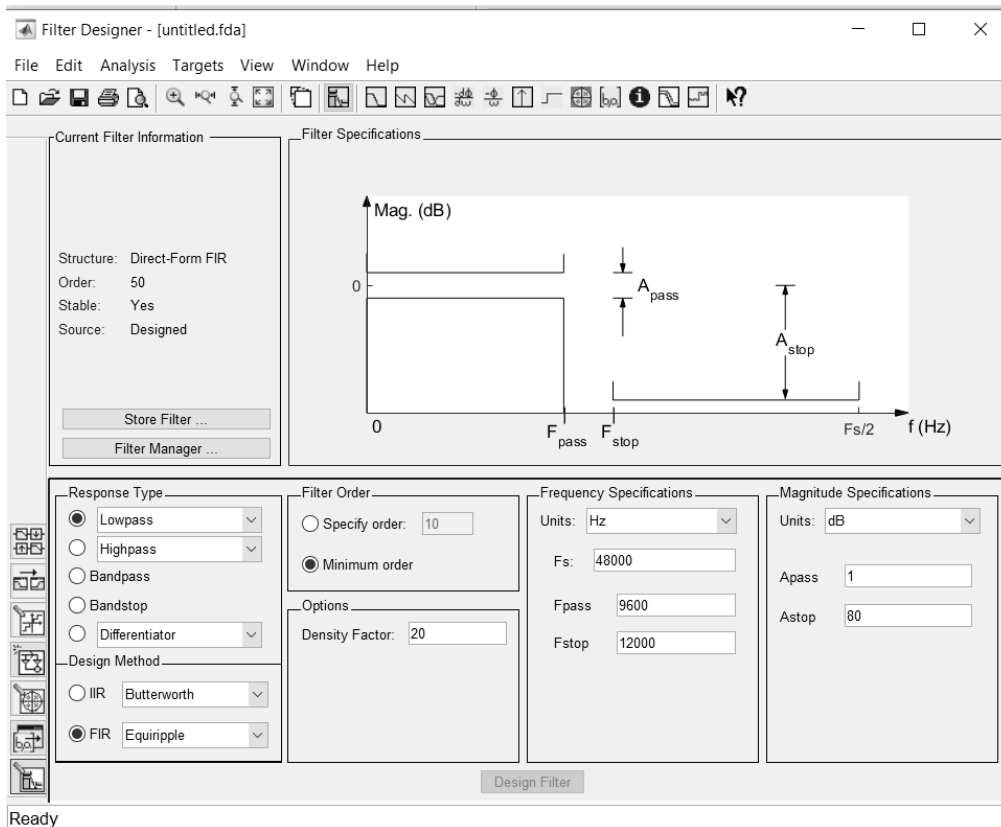 Filter Designer - [untitled.fda]
File Edit Analysis Targets View Window Help
Current Filter Information
Structure: Direct-Form FIR
Order: 50
Stable: Yes
Source: Designed
Store Filter ...
Filter Manager ...
Filter Specifications
Mag. (dB)
0
A pass
A stop
0
F pass
F stop
Fs/2
f (Hz)
Response Type
Lowpass
Highpass
Bandpass
Bandstop
Differentiator
Design Method
IIR Butterworth
FIR Equiripple
Filter Order
Specify order: 10
Minimum order
Options
Density Factor: 20
Frequency Specifications
Units: Hz
Fs: 48000
Fpass 9600
Fstop 12000
Magnitude Specifications
Units: dB
Apass 1
Astop 80
Design Filter
Ready